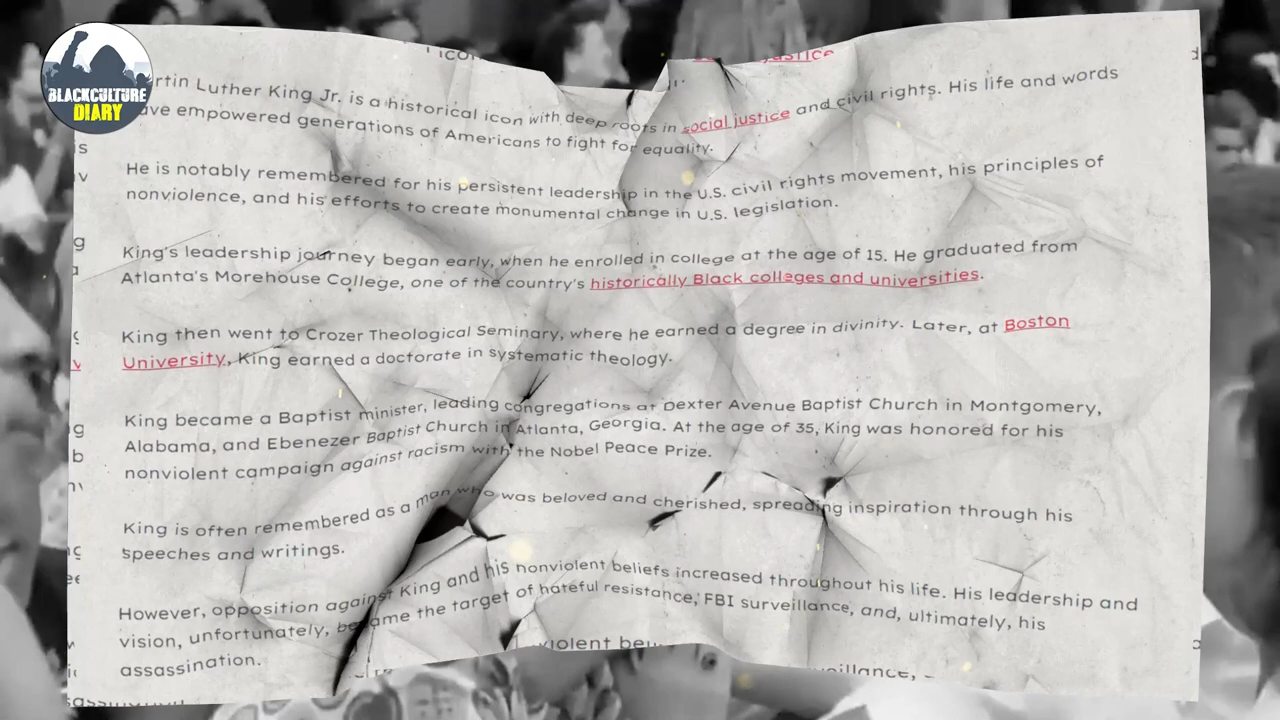 BLACKCULTURE
DIARY
rtin Luther King Jr. is a historical icon with deep roots in social justice and civil rights. His life and words
ave empowered generations of Americans to fight for equality.
He is notably remembered for his persistent leadership in the U.S. civil rights movement, his principles of
nonviolence, and his efforts to create monumental change in U.S. legislation.
King's leadership journey began early, when he enrolled in college at the age of 15. He graduated from
Atlanta's Morehouse College, one of the country's historically Black colleges and universities.
King then went to Crozer Theological Seminary, where he earned a degree in divinity. Later, at Boston
University, King earned a doctorate in systematic theology.
King became a Baptist minister, leading congregations at Dexter Avenue Baptist Church in Montgomery,
Alabama, and Ebenezer Baptist Church in Atlanta, Georgia. At the age of 35, King was honored for his
nonviolent campaign against racism with the Nobel Peace Prize.
King is often remembered as a man who was beloved and cherished, spreading inspiration through his
speeches and writings.
However, opposition against King and his nonviolent beliefs increased throughout his life. His leadership and
vision, unfortunately, became the target of hateful resistance, FBI surveillance, and, ultimately, his
assassination.